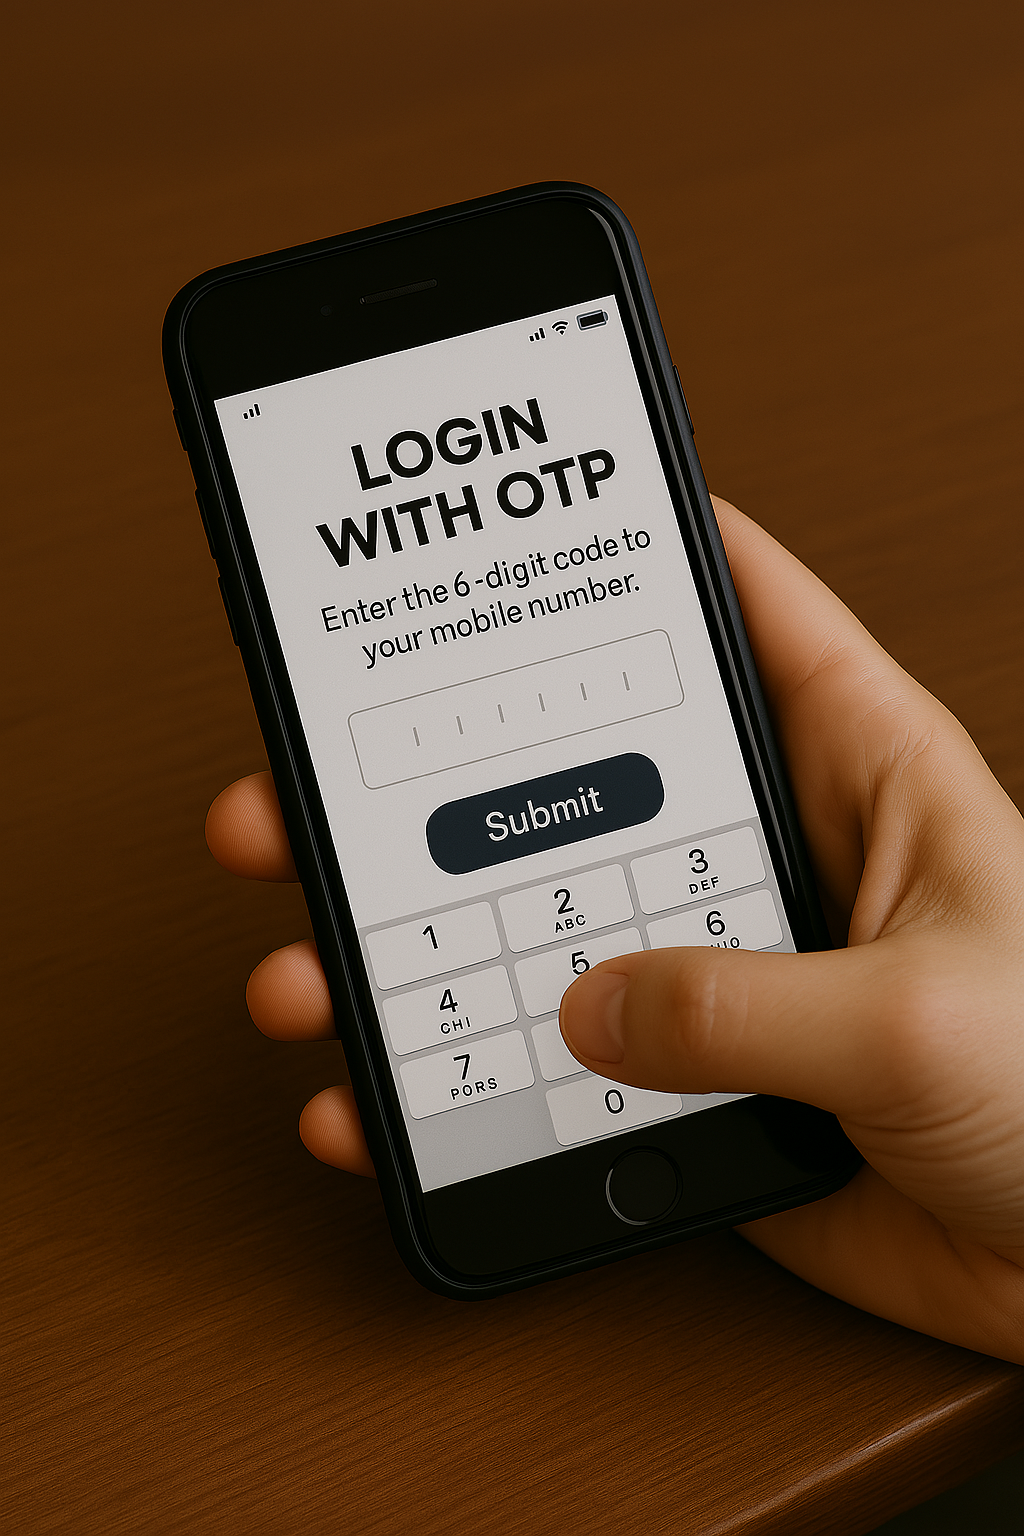 LOGIN
WITH OTP
Enter the 6-digit code to
your mobile number.
Submit
1
2
ABC
3
DEF
4
CHI
5
6
7
PORS
0